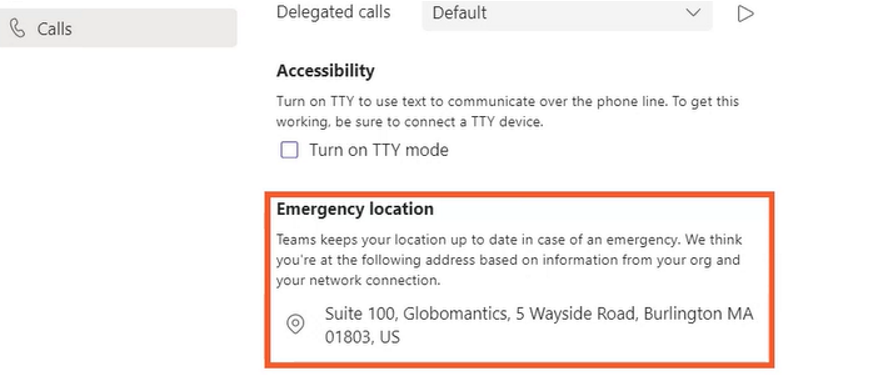 Delegated calls
Default
Calls
Accessibility
Turn on TTY to use text to communicate over the phone line. To get this
working, be sure to connect a TTY device.
Turn on TTY mode
Emergency location
Teams keeps your location up to date in case of an emergency. We think
you're at the following address based on information from your org and
your network connection.
Suite 100, Globomantics, 5 Wayside Road, Burlington MA
01803, US